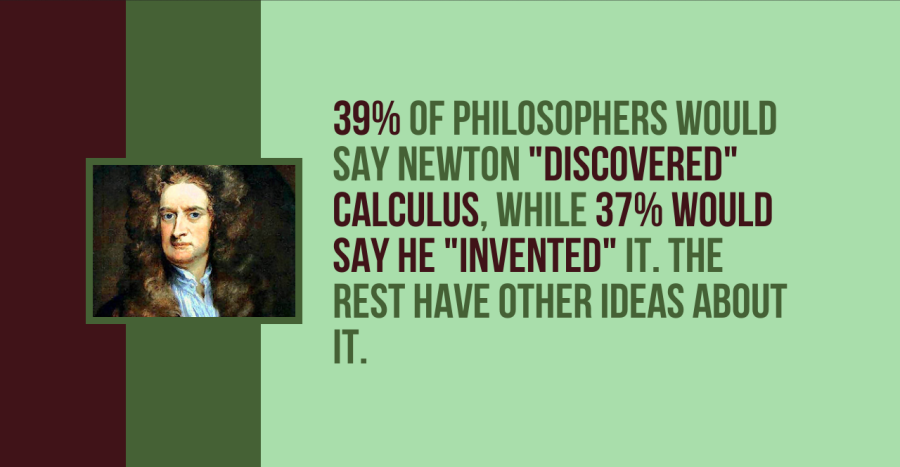 39% OF PHILOSOPHERS WOULD
SAY NEWTON "DISCOVERED"
CALCULUS, WHILE 37% WOULD
SAY HE "INVENTED" IT. THE
REST HAVE OTHER IDEAS ABOUT
IT.